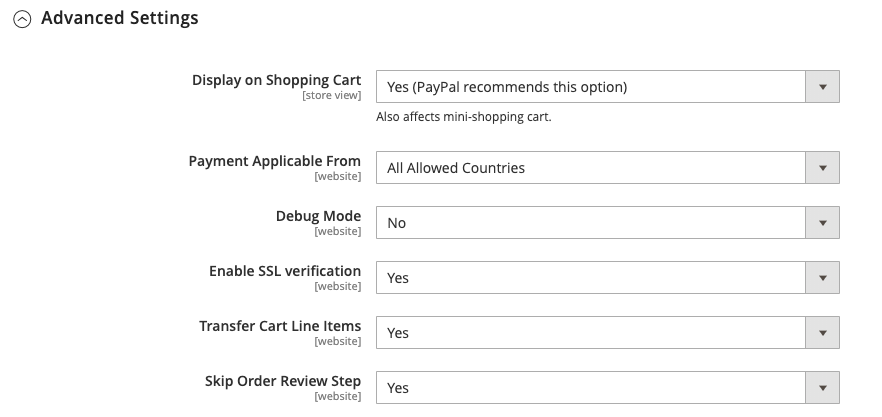 Advanced Settings
Display on Shopping Cart
[store view]
Yes (PayPal recommends this option)
Also affects mini-shopping cart.
Payment Applicable From
[website]
All Allowed Countries
Debug Mode
[website]
No
Enable SSL verification
[website]
Yes
Transfer Cart Line Items
[website]
Yes
Skip Order Review Step
[website]
Yes